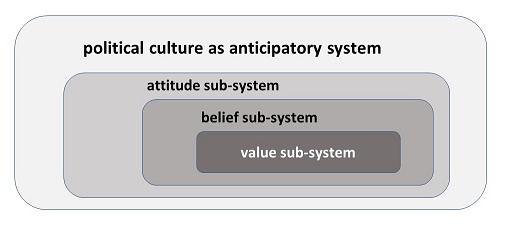 political culture as anticipatory system
attitude sub-system
belief sub-system
value sub-system